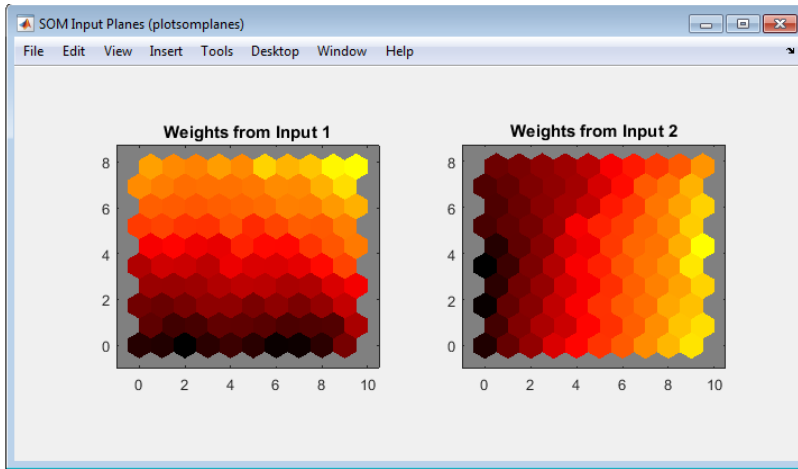 SOM Input Planes (plotsomplanes)
File Edit View Insert Tools Desktop Window Help
Weights from Input 1
8
6
4
2
0
0 2 4 6 8 10
Weights from Input 2
8
6
4
2
0
0 2 4 6 8 10